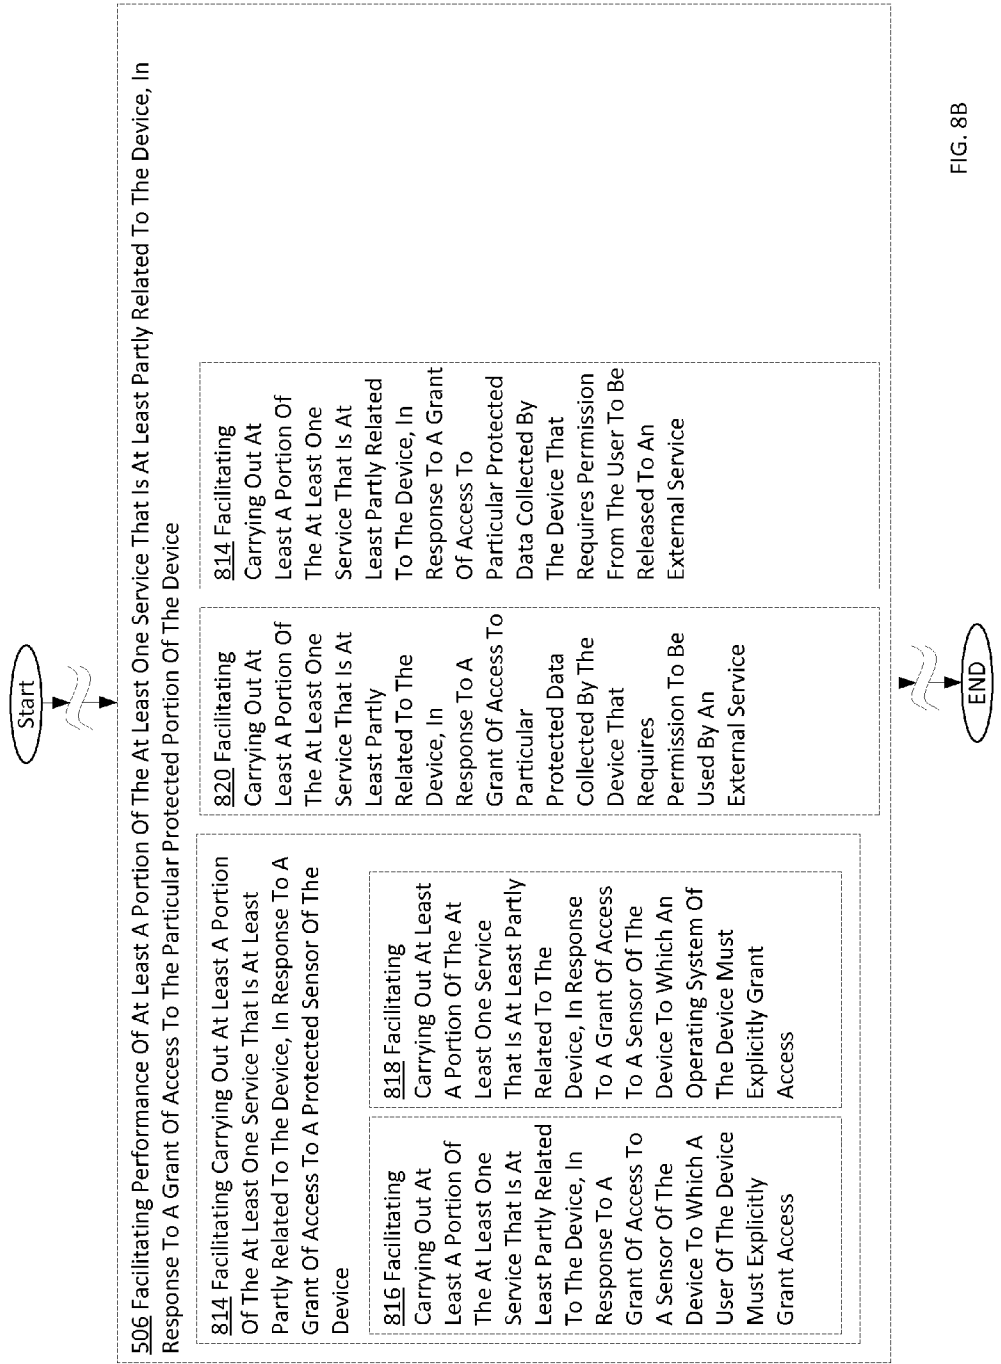 Start
506 Facilitating Performance Of At Least A Portion Of The At Least One Service That Is At Least Partly Related To The Device, In
Response To A Grant Of Access To The Particular Protected Portion Of The Device
814 Facilitating Carrying Out At Least A Portion
Of The At Least One Service That Is At Least
Partly Related To The Device, In Response To A
Grant Of Access To A Protected Sensor Of The
Device
816 Facilitating
Carrying Out At
Least A Portion Of
The At Least One
Service That Is At
Least Partly Related
To The Device, In
Response To A
Grant Of Access To
A Sensor Of The
Device To Which A
User Of The Device
Must Explicitly
Grant Access
818 Facilitating
Carrying Out At Least
A Portion Of The At
Least One Service
That Is At Least Partly
Related To The
Device, In Response
To A Grant Of Access
To A Sensor Of The
Device To Which An
Operating System Of
The Device Must
Explicitly Grant
Access
820 Facilitating
Carrying Out At
Least A Portion Of
The At Least One
Service That Is At
Least Partly
Related To The
Device, In
Response To A
Grant Of Access To
Particular
Protected Data
Collected By The
Device That
Requires
Permission To Be
Used By An
External Service
814 Facilitating
Carrying Out At
Least A Portion Of
The At Least One
Service That Is At
Least Partly Related
To The Device, In
Response To A Grant
Of Access To
Particular Protected
Data Collected By
The Device That
Requires Permission
From The User To Be
Released To An
External Service
END
FIG. 8B